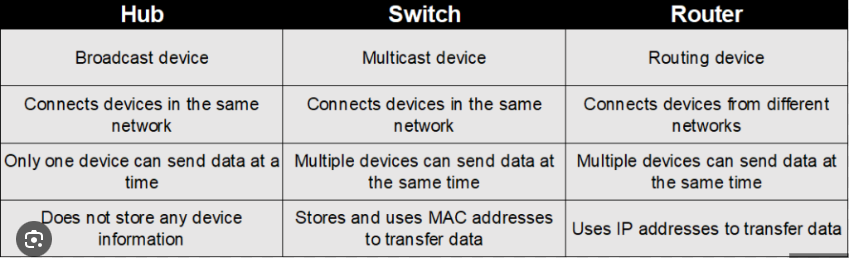 Hub Switch Router
Broadcast device Multicast device Routing device
Connects devices in the same network Connects devices in the same network Connects devices from different networks
Only one device can send data at a time Multiple devices can send data at the same time Multiple devices can send data at the same time
Does not store any device information Stores and uses MAC addresses to transfer data Uses IP addresses to transfer data